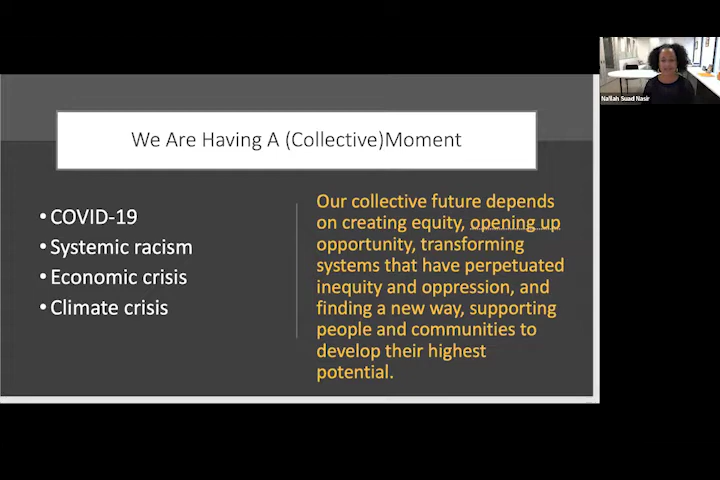 We Are Having A (Collective)Moment
• COVID-19
• Systemic racism
• Economic crisis
• Climate crisis
Our collective future depends
on creating equity, opening up
opportunity, transforming
systems that have perpetuated
inequity and oppression, and
finding a new way, supporting
people and communities to
develop their highest
potential.
Na'ilah Suad Nasir